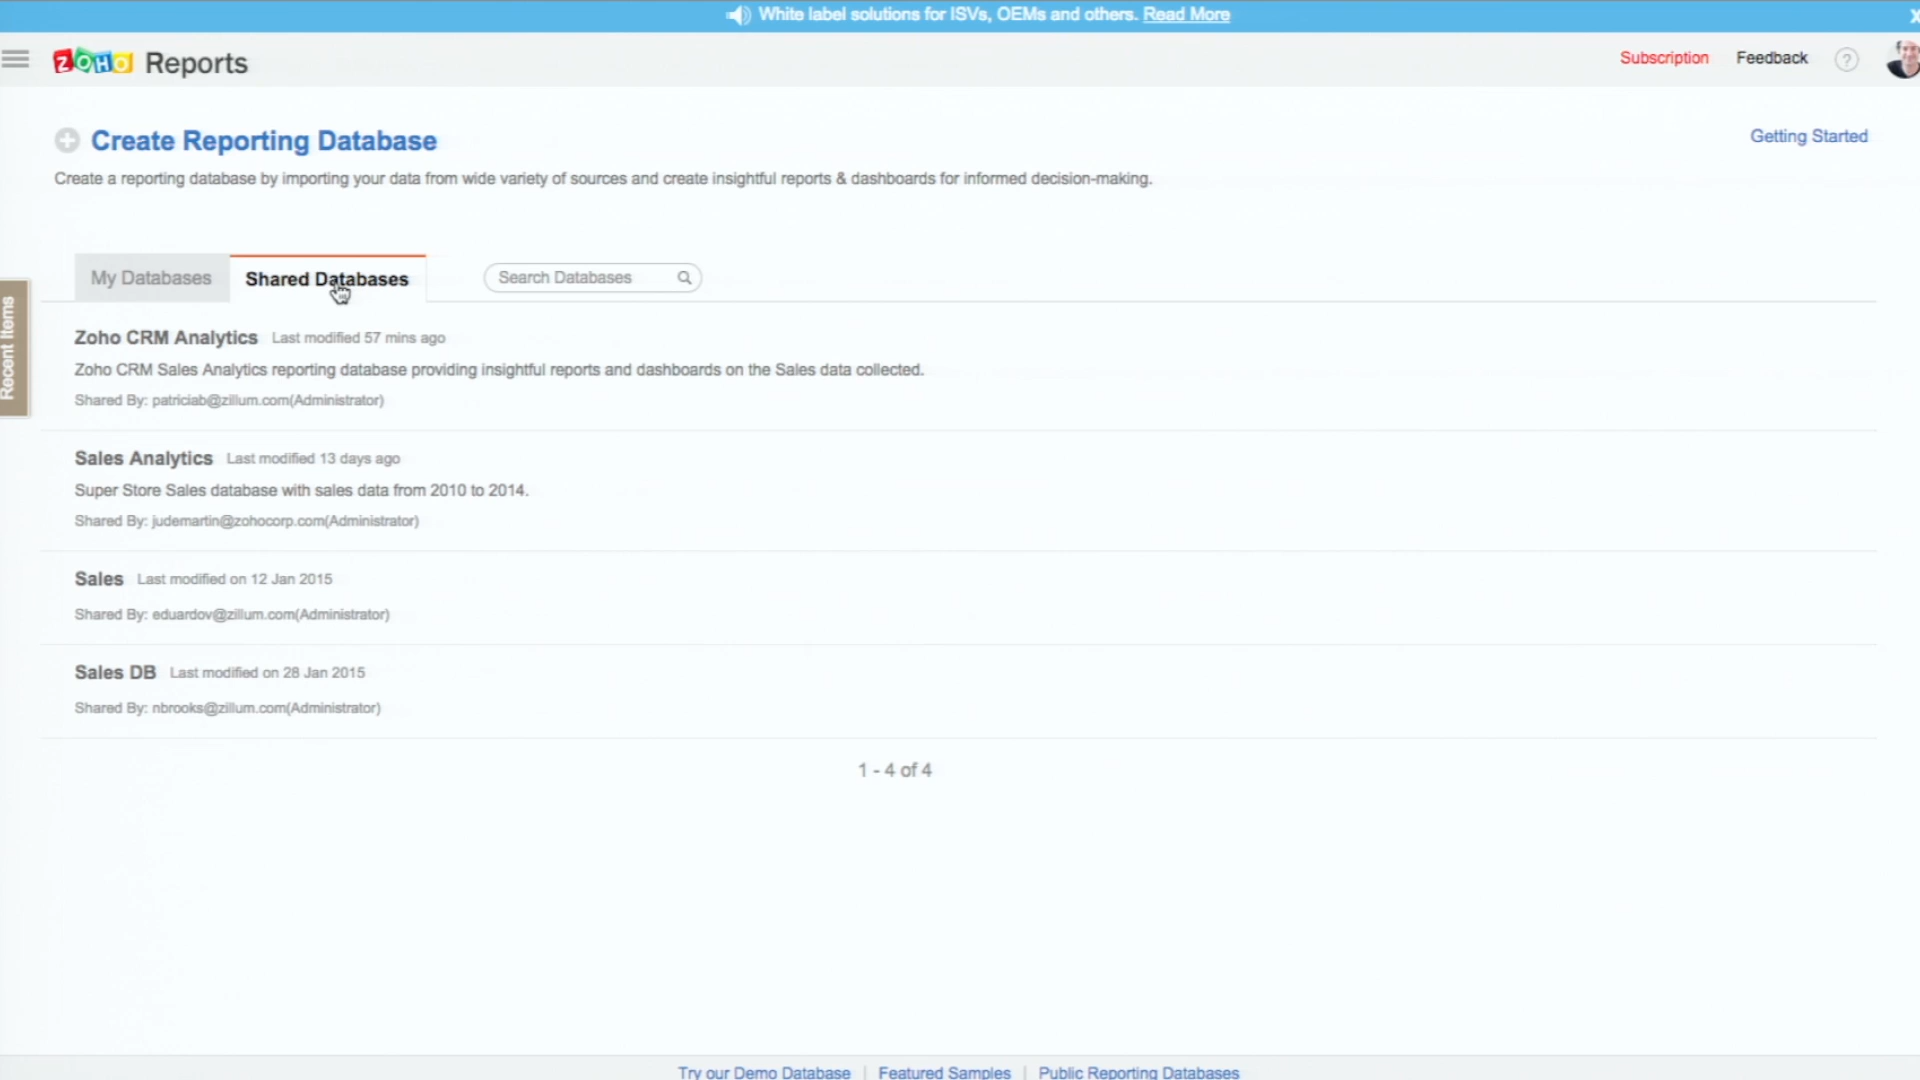 White label solutions for ISVs, OEMs and others. Read More X
ZOHO Reports Subscription Feedback ?
Create Reporting Database Getting Started
Create a reporting database by importing your data from wide variety of sources and create insightful reports & dashboards for informed decision-making.
My Databases Shared Databases Search Databases
Recent Items
Zoho CRM Analytics Last modified 57 mins ago
Zoho CRM Sales Analytics reporting database providing insightful reports and dashboards on the Sales data collected.
Shared By: patriciab@zillum.com(Administrator)
Sales Analytics Last modified 13 days ago
Super Store Sales database with sales data from 2010 to 2014.
Shared By: judemartin@zohocorp.com(Administrator)
Sales Last modified on 12 Jan 2015
Shared By: eduardov@zillum.com(Administrator)
Sales DB Last modified on 28 Jan 2015
Shared By: nbrooks@zillum.com(Administrator)
1 - 4 of 4
Try our Demo Database | Featured Samples | Public Reporting Databases